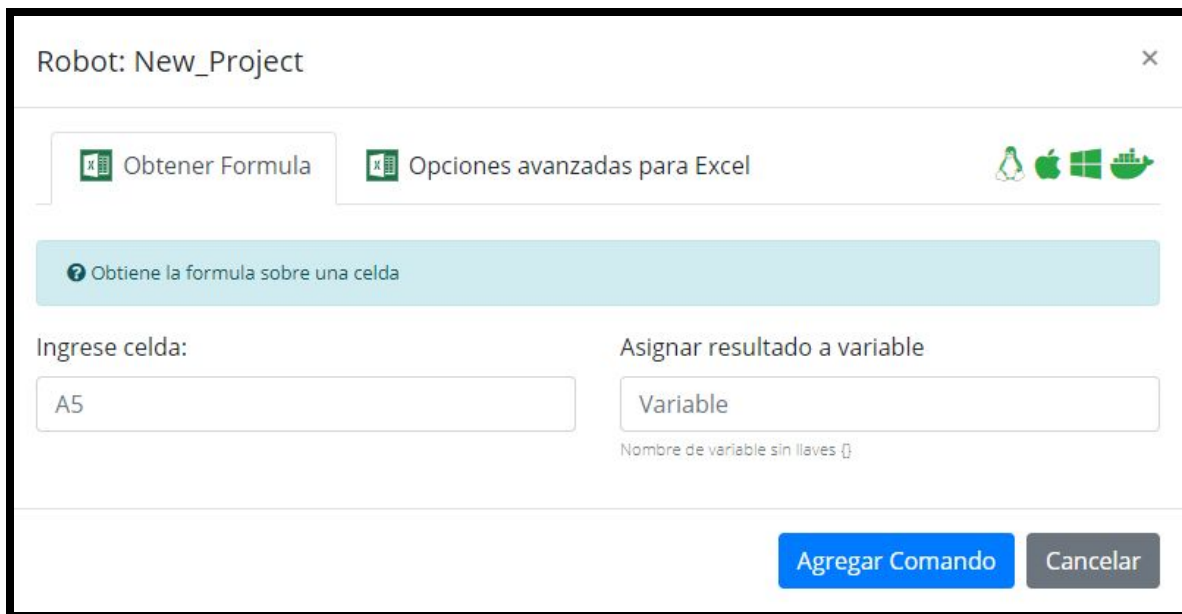 Robot: New_Project
×
Obtener Formula
Opciones avanzadas para Excel
Obtiene la formula sobre una celda
Ingrese celda:
Asignar resultado a variable
A5
Variable
Nombre de variable sin llaves {}
Agregar Comando
Cancelar